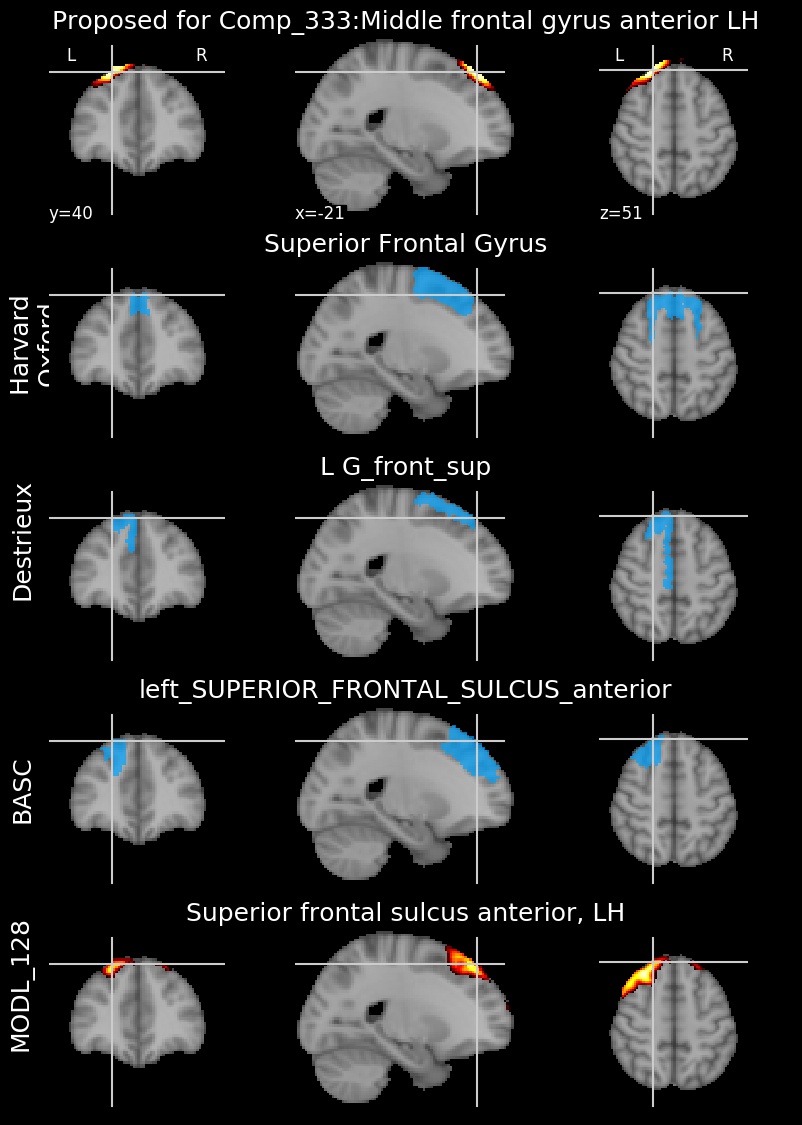 Proposed for Comp_333:Middle frontal gyrus anterior LH
L R L R
y=40 x=-21 z=51
Superior Frontal Gyrus
Harvard
Oxford
L G_front_sup
Destrieux
left_SUPERIOR_FRONTAL_SULCUS_anterior
BASC
Superior frontal sulcus anterior, LH
MODL_128